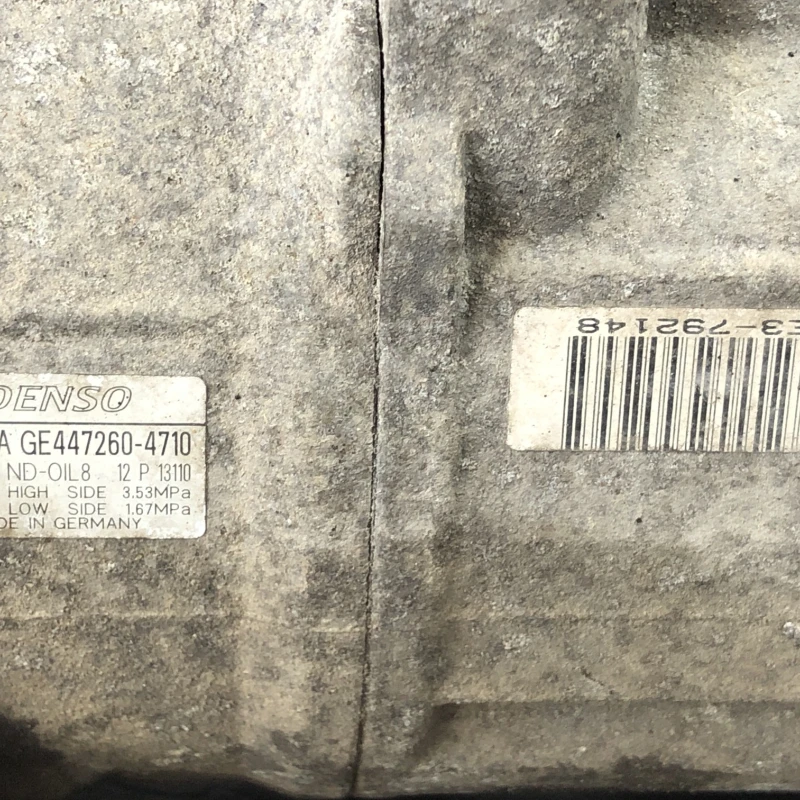 DENSO
A GE447260-4710
ND-OIL8 12 P 13110
HIGH SIDE 3.53MPa
LOW SIDE 1.67MPa
DE IN GERMANY
E3-792148